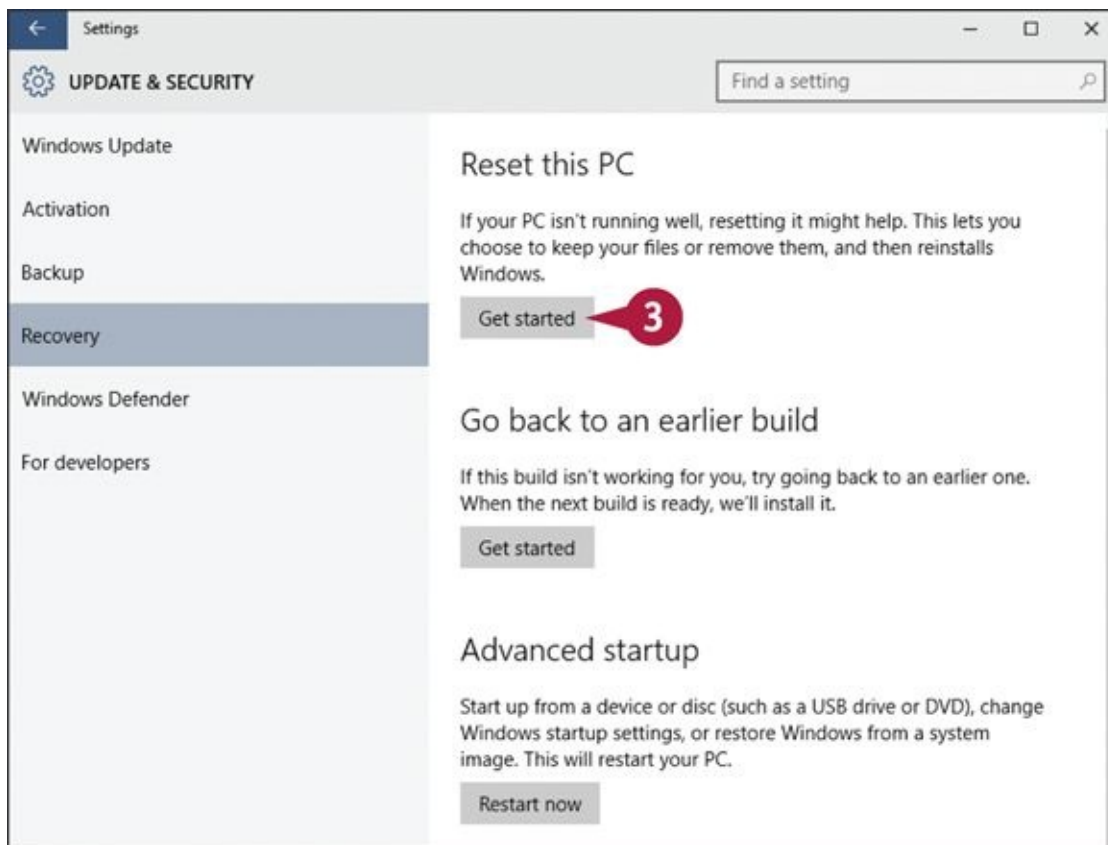 Settings
UPDATE & SECURITY
Find a setting
Windows Update
Activation
Backup
Recovery
Windows Defender
For developers
Reset this PC
If your PC isn't running well, resetting it might help. This lets you
choose to keep your files or remove them, and then reinstalls
Windows.
Get started
3
Go back to an earlier build
If this build isn't working for you, try going back to an earlier one.
When the next build is ready, we'll install it.
Get started
Advanced startup
Start up from a device or disc (such as a USB drive or DVD), change
Windows startup settings, or restore Windows from a system
image. This will restart your PC.
Restart now